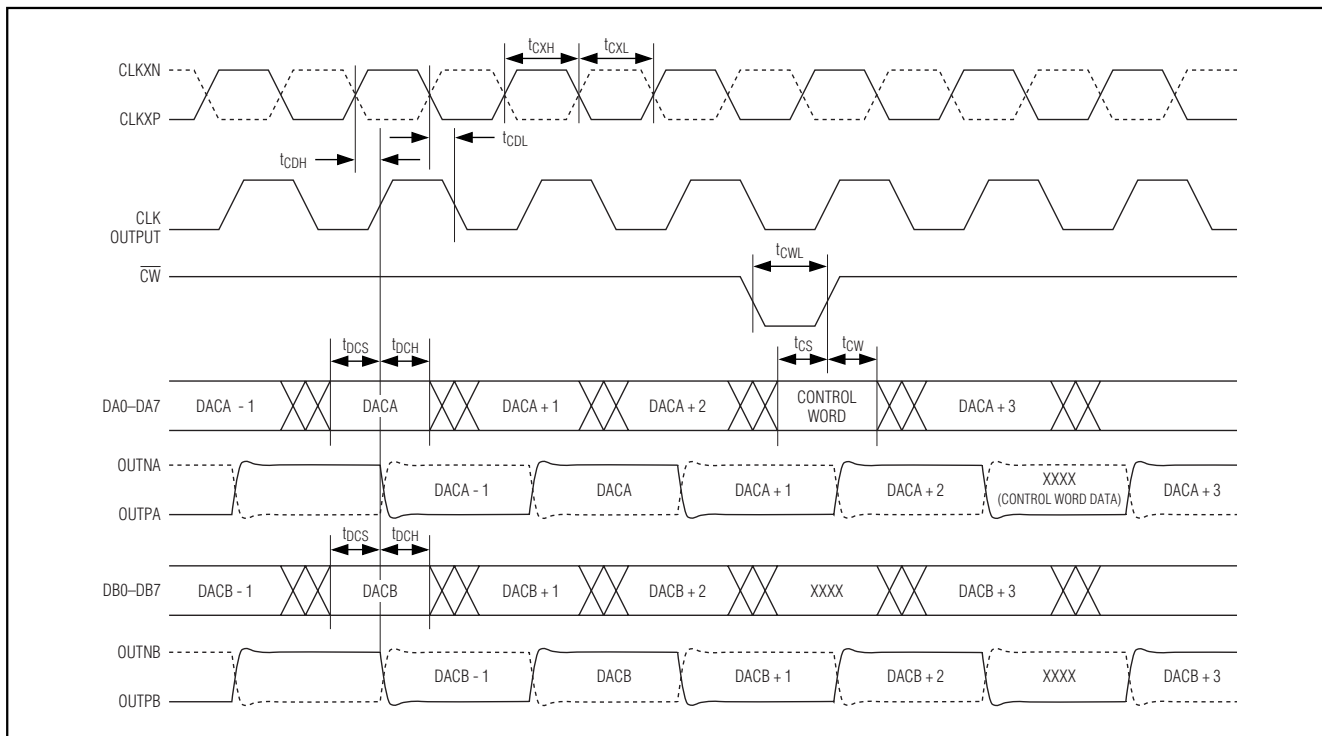 tCXH tCXL
CLKXN
CLKXP
tCDH tCDL
CLK
OUTPUT
tCWL
CW
tDCS tDCH tCS tCW
DA0–DA7 DACA - 1 DACA DACA + 1 DACA + 2 CONTROL WORD DACA + 3
OUTNA
DACA - 1 DACA DACA + 1 DACA + 2 XXXX (CONTROL WORD DATA) DACA + 3
OUTPA
tDCS tDCH
DB0–DB7 DACB - 1 DACB DACB + 1 DACB + 2 XXXX DACB + 3
OUTNB
DACB - 1 DACB DACB + 1 DACB + 2 XXXX DACB + 3
OUTPB